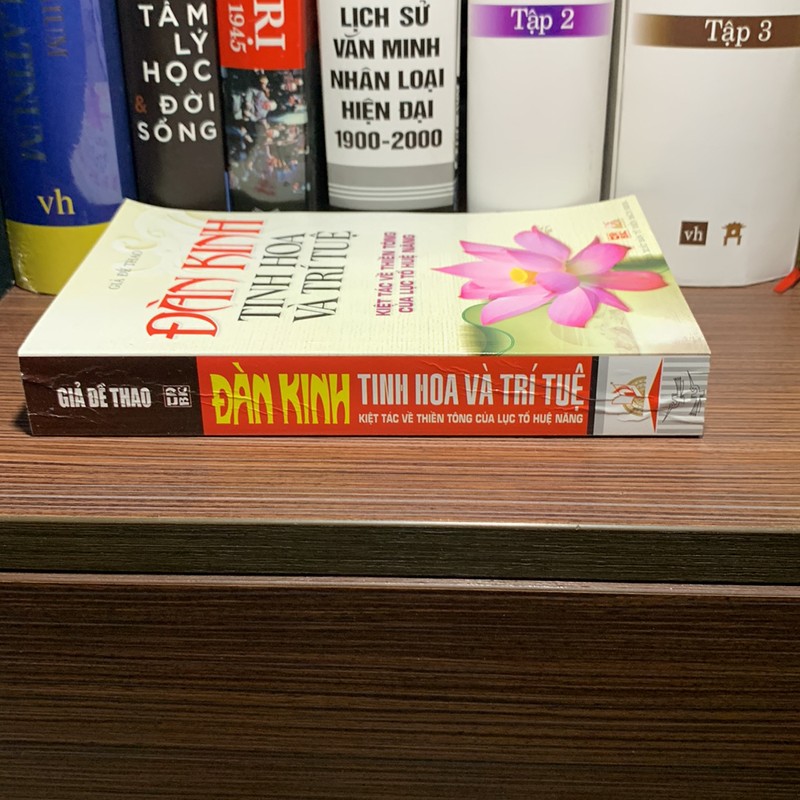 TÂM
LÝ
HỌC
& ĐỜI
SỐNG
vh
1945
LỊCH SỬ
VĂN MINH
NHÂN LOẠI
HIỆN ĐẠI
1900-2000
Tập 2
Tập 3
vh
GIẢ ĐỀ THAO
ĐÀN KINH
TINH HOA
VÀ TRÍ TUỆ
KIỆT TÁC VỀ THIỀN TÔNG
CỦA LỤC TỔ HUỆ NĂNG
GIẢ ĐỀ THAO
ĐÀN KINH
TINH HOA VÀ TRÍ TUỆ
KIỆT TÁC VỀ THIỀN TÔNG CỦA LỤC TỔ HUỆ NĂNG